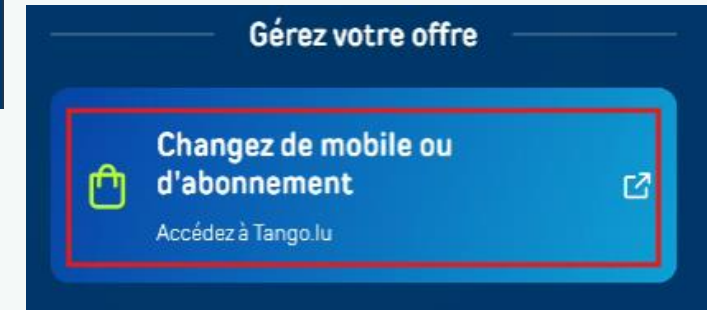 Gérez votre offre
Changez de mobile ou
d'abonnement
Accédez à Tango.lu